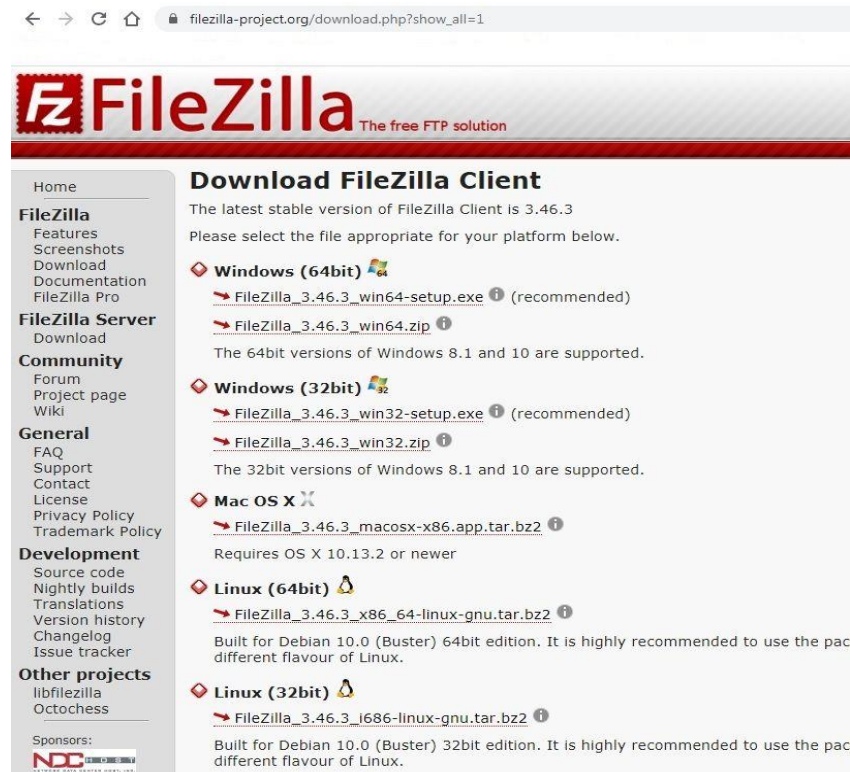 filezilla-project.org/download.php?show_all=1
FileZilla
The free FTP solution
Home
FileZilla
Features
Screenshots
Download
Documentation
FileZilla Pro
FileZilla Server
Download
Community
Forum
Project page
Wiki
General
FAQ
Support
Contact
License
Privacy Policy
Trademark Policy
Development
Source code
Nightly builds
Translations
Version history
Changelog
Issue tracker
Other projects
libfilezilla
Octochess
Sponsors:
NDC HOST
Download FileZilla Client
The latest stable version of FileZilla Client is 3.46.3
Please select the file appropriate for your platform below.
Windows (64bit) 64
FileZilla_3.46.3_win64-setup.exe i (recommended)
FileZilla_3.46.3_win64.zip i
The 64bit versions of Windows 8.1 and 10 are supported.
Windows (32bit) 32
FileZilla_3.46.3_win32-setup.exe i (recommended)
FileZilla_3.46.3_win32.zip i
The 32bit versions of Windows 8.1 and 10 are supported.
Mac OS X
FileZilla_3.46.3_macosx-x86.app.tar.bz2 i
Requires OS X 10.13.2 or newer
Linux (64bit)
FileZilla_3.46.3_x86_64-linux-gnu.tar.bz2 i
Built for Debian 10.0 (Buster) 64bit edition. It is highly recommended to use the pac
different flavour of Linux.
Linux (32bit)
FileZilla_3.46.3_i686-linux-gnu.tar.bz2 i
Built for Debian 10.0 (Buster) 32bit edition. It is highly recommended to use the pac
different flavour of Linux.